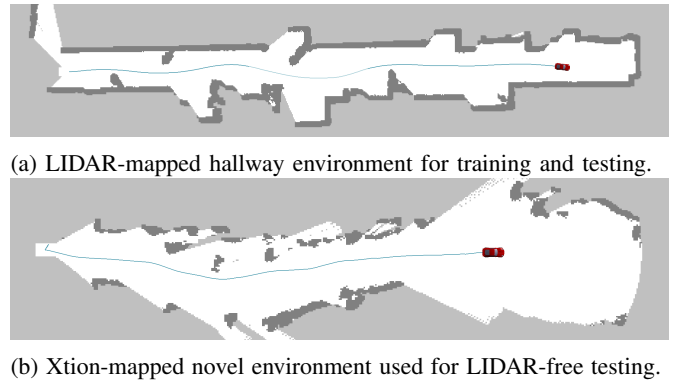 (a) LIDAR-mapped hallway environment for training and testing.
(b) Xtion-mapped novel environment used for LIDAR-free testing.